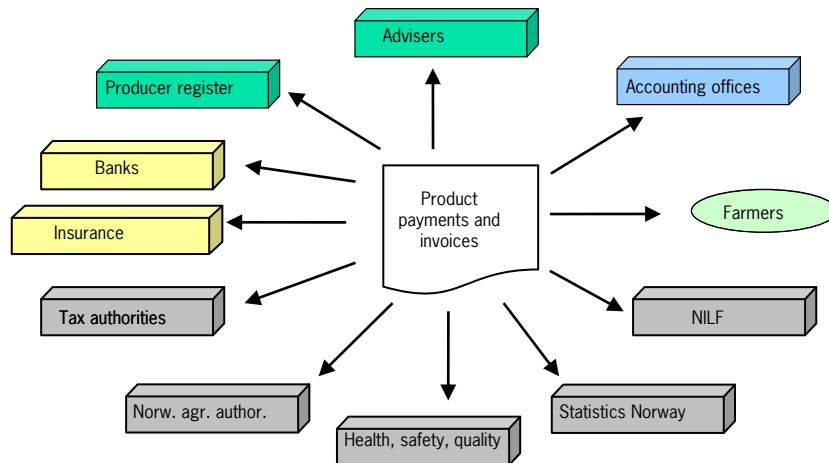 Advisers
Producer register
Accounting offices
Banks
Product
payments and
invoices
Farmers
Insurance
Tax authorities
NILF
Norw. agr. author.
Health, safety, quality
Statistics Norway